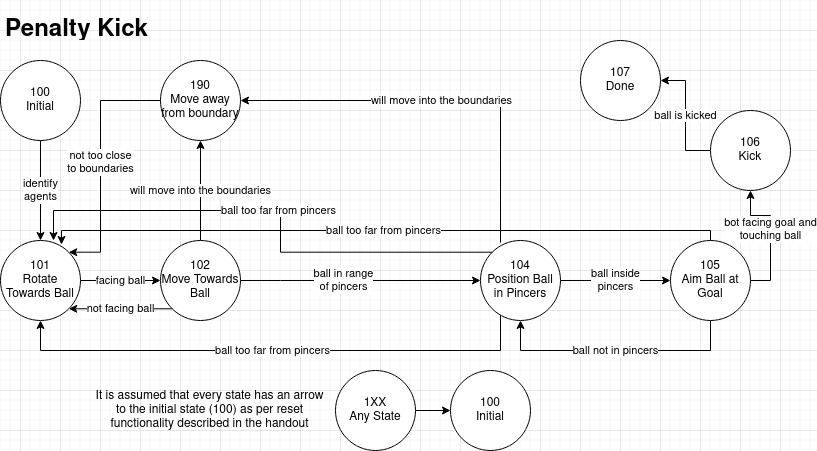 Penalty Kick
100
Initial
190
Move away
from boundary
will move into the boundaries
107
Done
ball is kicked
106
Kick
not too close
to boundaries
identify
agents
will move into the boundaries
ball too far from pincers
ball too far from pincers
bot facing goal and
touching ball
101
Rotate
Towards Ball
facing ball
not facing ball
102
Move Towards
Ball
ball in range
of pincers
104
Position Ball
in Pincers
ball inside
pincers
105
Aim Ball at
Goal
ball too far from pincers
ball not in pincers
It is assumed that every state has an arrow
to the initial state (100) as per reset
functionality described in the handout
1XX
Any State
100
Initial